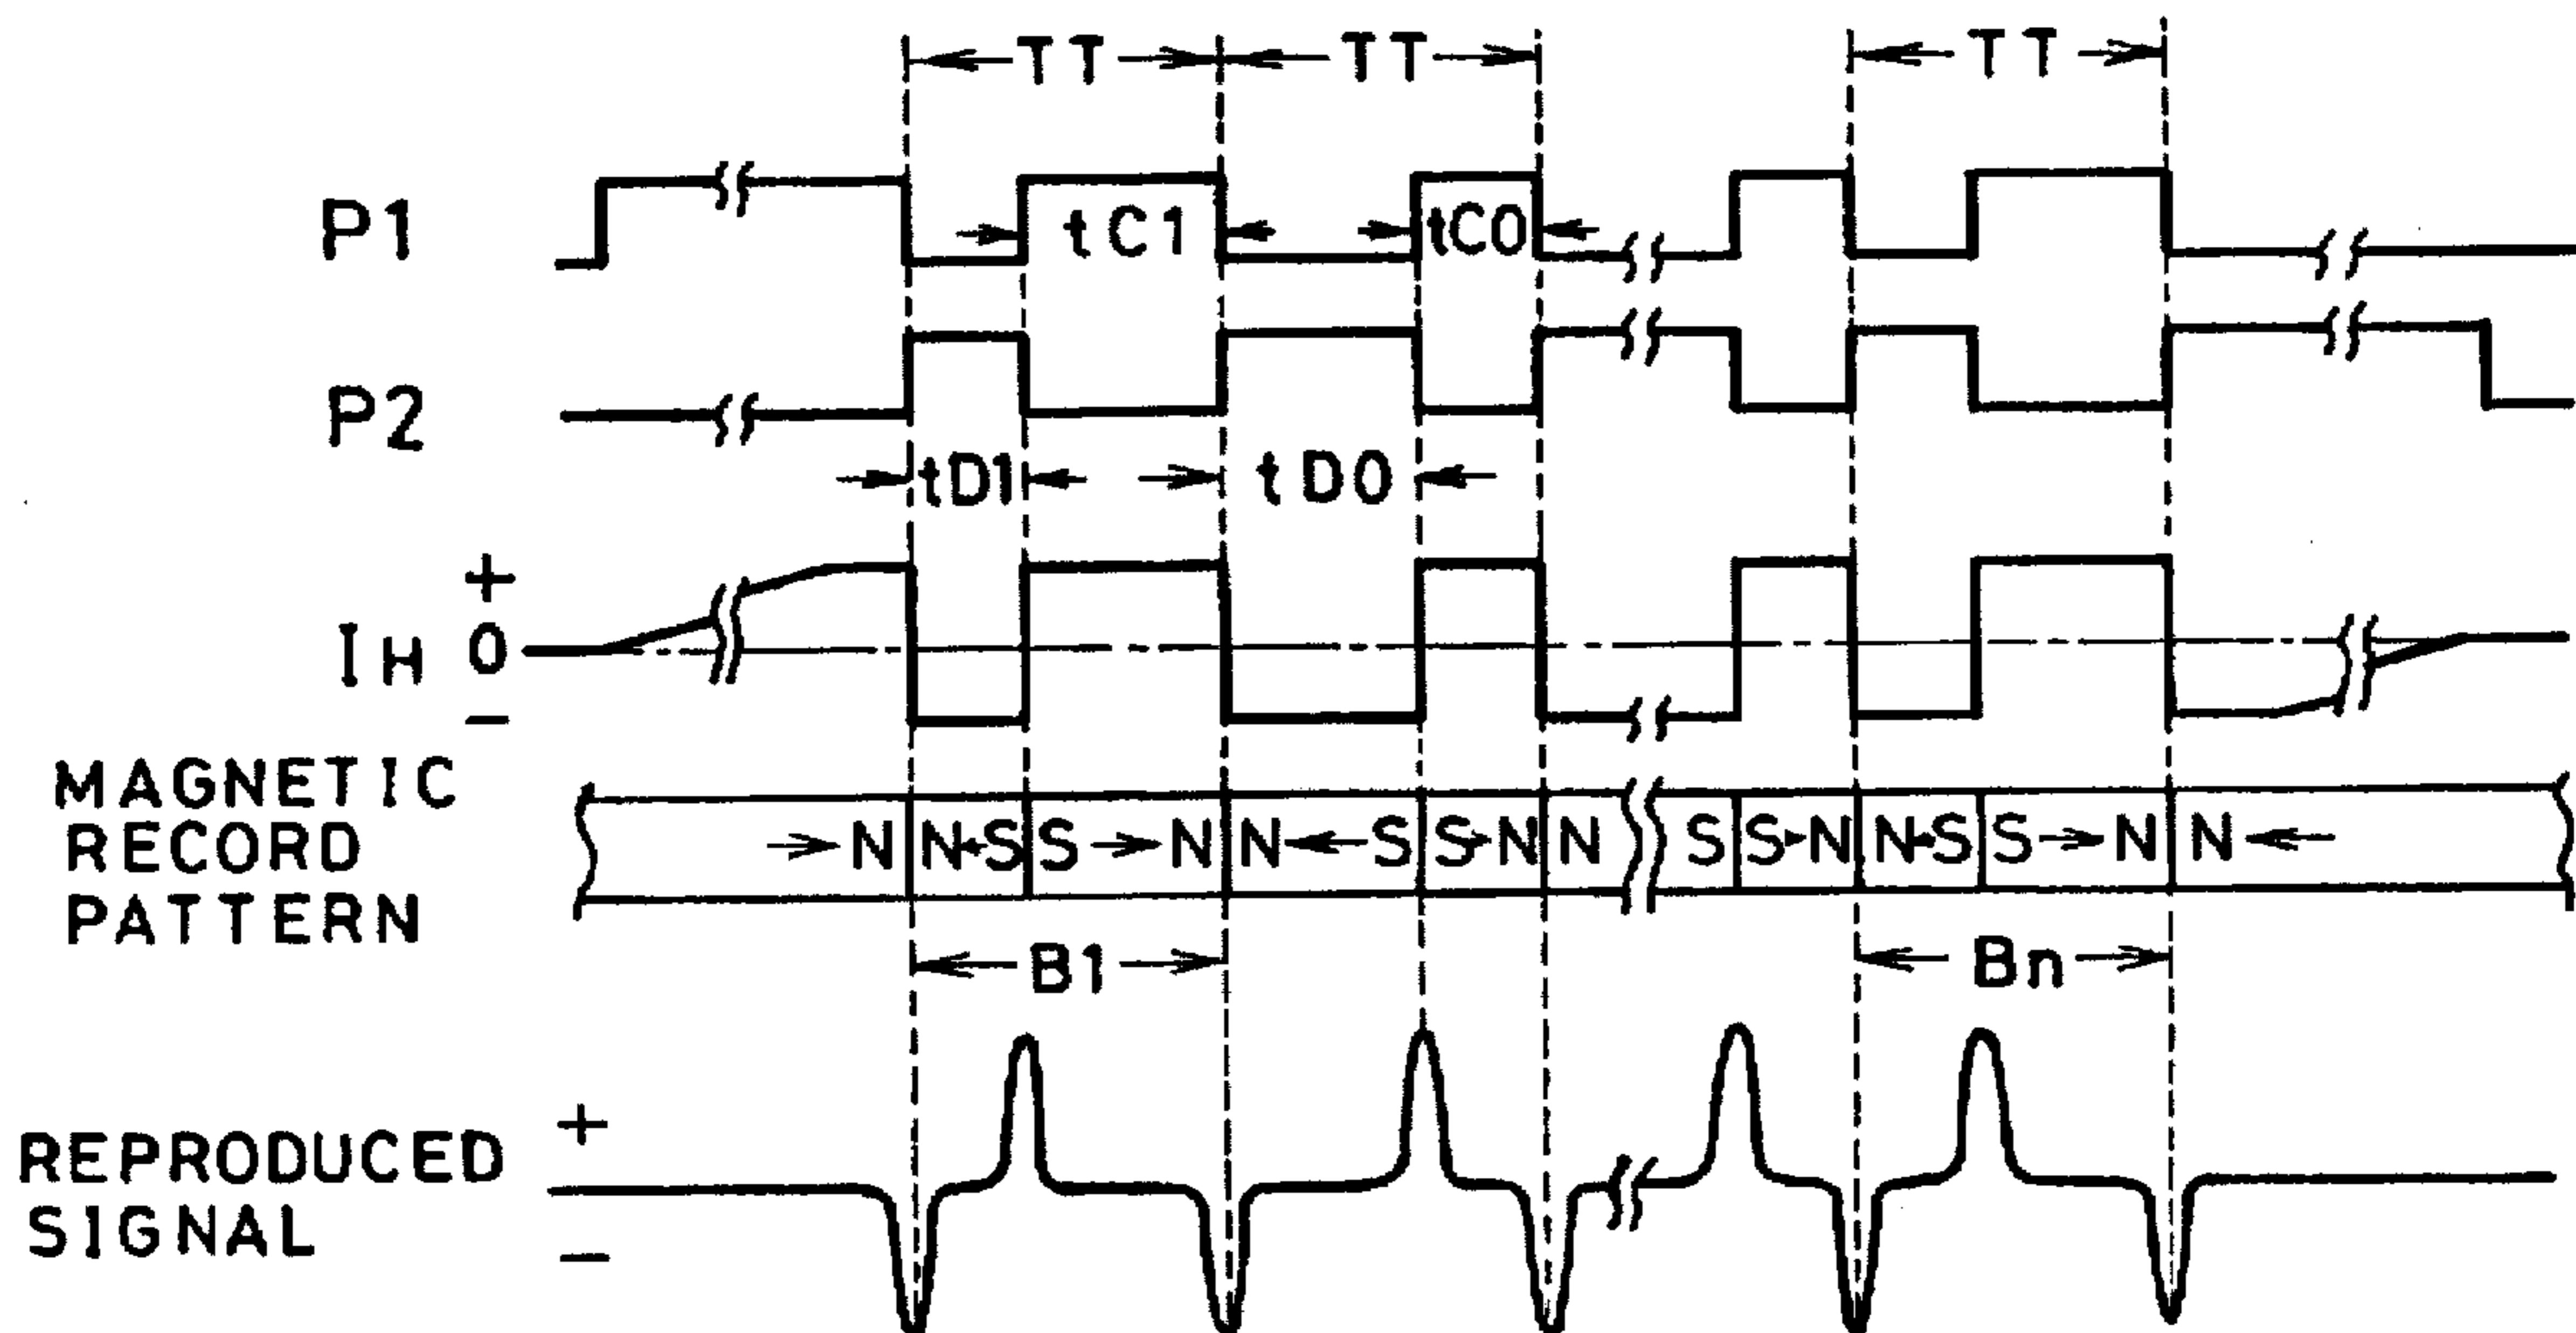 TT TT TT
P1 tC1 tC0
P2
tD1 tD0
+
IH 0
−
MAGNETIC
RECORD
PATTERN
N N S S N N S S N N S S N N S S N N
B1 Bn
+
REPRODUCED
SIGNAL
−